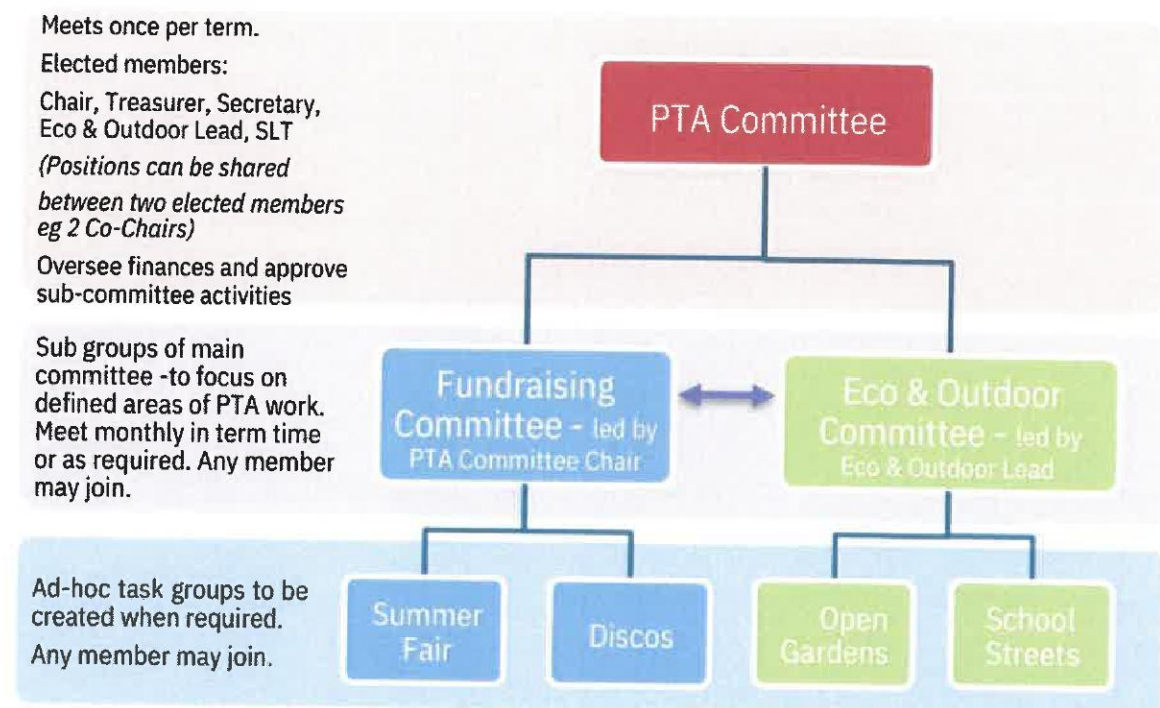 Meets once per term.
Elected members:
Chair, Treasurer, Secretary,
Eco & Outdoor Lead, SLT
(Positions can be shared
between two elected members
eg 2 Co-Chairs)
Oversee finances and approve
sub-committee activities
PTA Committee
Sub groups of main
committee -to focus on
defined areas of PTA work.
Meet monthly in term time
or as required. Any member
may join.
Fundraising
Committee - led by
PTA Committee Chair
Eco & Outdoor
Committee - led by
Eco & Outdoor Lead
Ad-hoc task groups to be
created when required.
Any member may join.
Summer
Fair
Discos
Open
Gardens
School
Streets